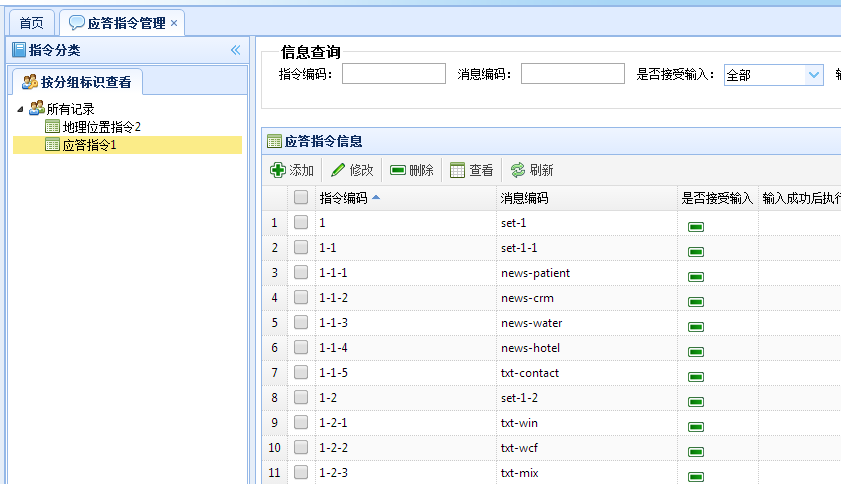 首页 应答指令管理
指令分类
按分组标识查看
所有记录
地理位置指令2
应答指令1
信息查询
指令编码： 消息编码： 是否接受输入： 全部
应答指令信息
添加 修改 删除 查看 刷新
指令编码 消息编码 是否接受输入 输入成功后执行
1 1 set-1
2 1-1 set-1-1
3 1-1-1 news-patient
4 1-1-2 news-crm
5 1-1-3 news-water
6 1-1-4 news-hotel
7 1-1-5 txt-contact
8 1-2 set-1-2
9 1-2-1 txt-win
10 1-2-2 txt-wcf
11 1-2-3 txt-mix